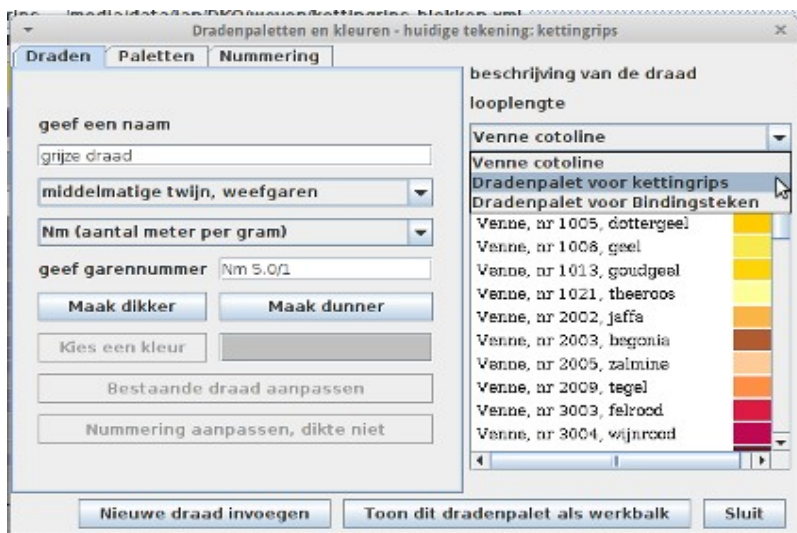 Dradenpaletten en kleuren - huidige tekening: kettingrips
Draden
Paletten
Nummering
geef een naam
grijze draad
middelmatige twijn, weefgaren
Nm (aantal meter per gram)
geef garennummer
Nm 5.0/1
Maak dikker
Maak dunner
Kies een kleur
Bestaande draad aanpassen
Nummering aanpassen, dikte niet
beschrijving van de draad
looplengte
Venne cotoline
Venne cotoline
Dradenpalet voor kettingrips
Dradenpalet voor Bindingsteken
Venne, nr 1005, dottergeel
Venne, nr 1008, geel
Venne, nr 1013, goudgeel
Venne, nr 1021, theeroos
Venne, nr 2002, jaffa
Venne, nr 2003, begonia
Venne, nr 2005, zalmine
Venne, nr 2009, tegel
Venne, nr 3003, felrood
Venne, nr 3004, wijnrood
Nieuwe draad invoegen
Toon dit dradenpalet als werkbalk
Sluit